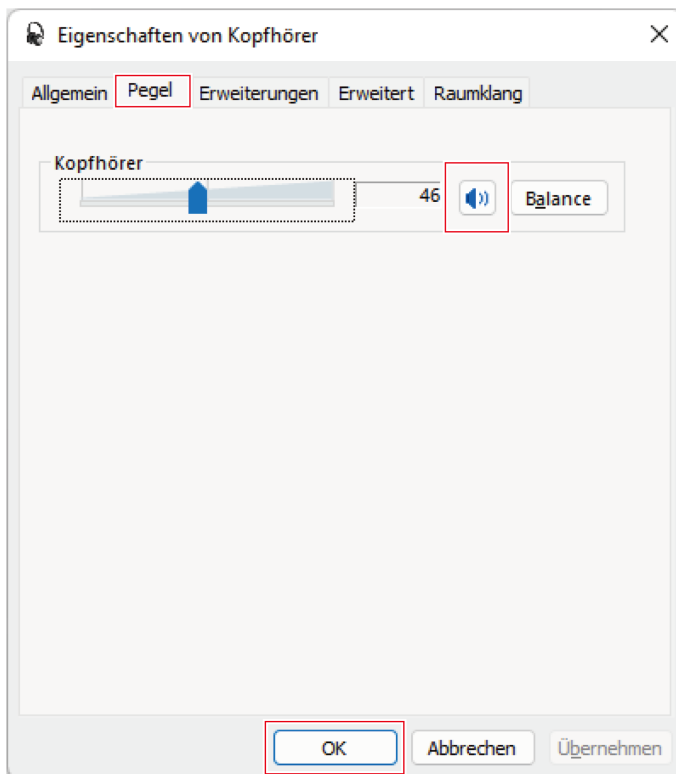 Eigenschaften von Kopfhörer
Allgemein Pegel Erweiterungen Erweitert Raumklang
Kopfhörer
46 Balance
OK Abbrechen Übernehmen